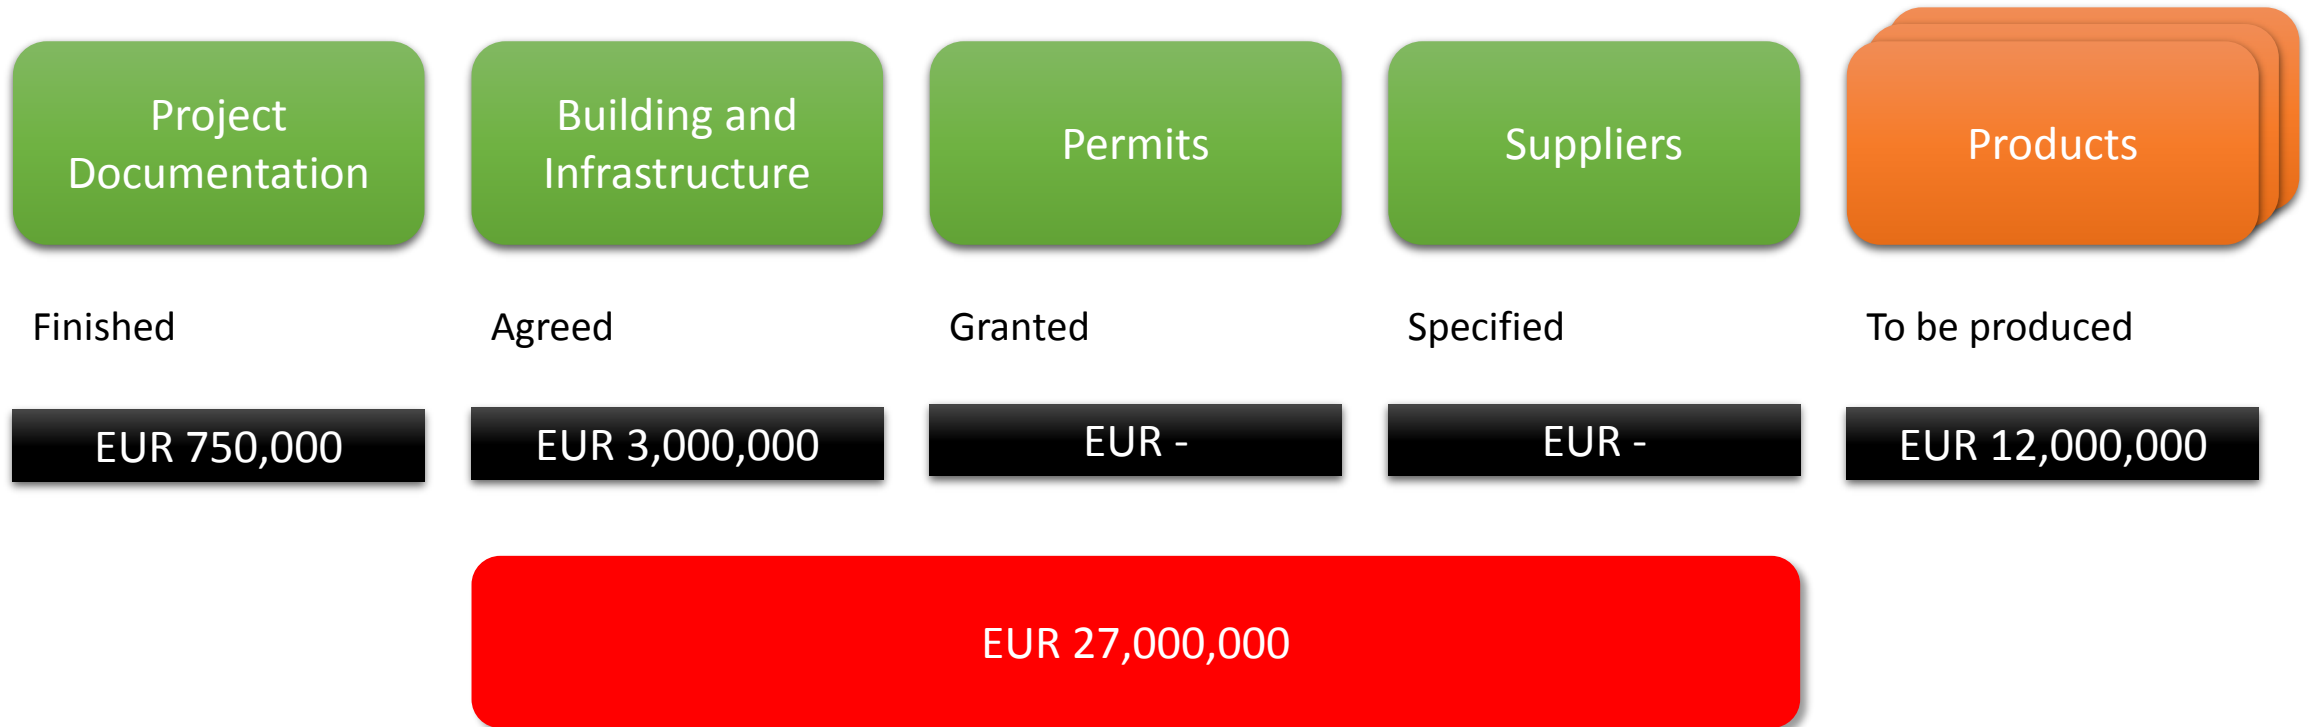 Project
Documentation
Building and
Infrastructure
Permits
Suppliers
Products
Finished
Agreed
Granted
Specified
To be produced
EUR 750,000
EUR 3,000,000
EUR -
EUR -
EUR 12,000,000
EUR 27,000,000